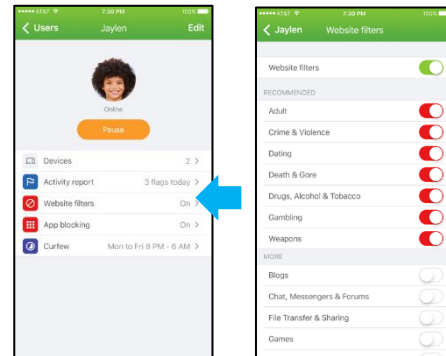 AT&T 7:30 PM 100%
Users Jaylen Edit
Online
Pause
Devices 2
Activity report 3 flags today
Website filters On
App blocking On
Curfew Mon to Fri 8 PM - 6 AM
AT&T 7:30 PM 100%
Jaylen Website filters
Website filters
RECOMMENDED
Adult
Crime & Violence
Dating
Death & Gore
Drugs, Alcohol & Tobacco
Gambling
Weapons
MORE
Blogs
Chat, Messengers & Forums
File Transfer & Sharing
Games